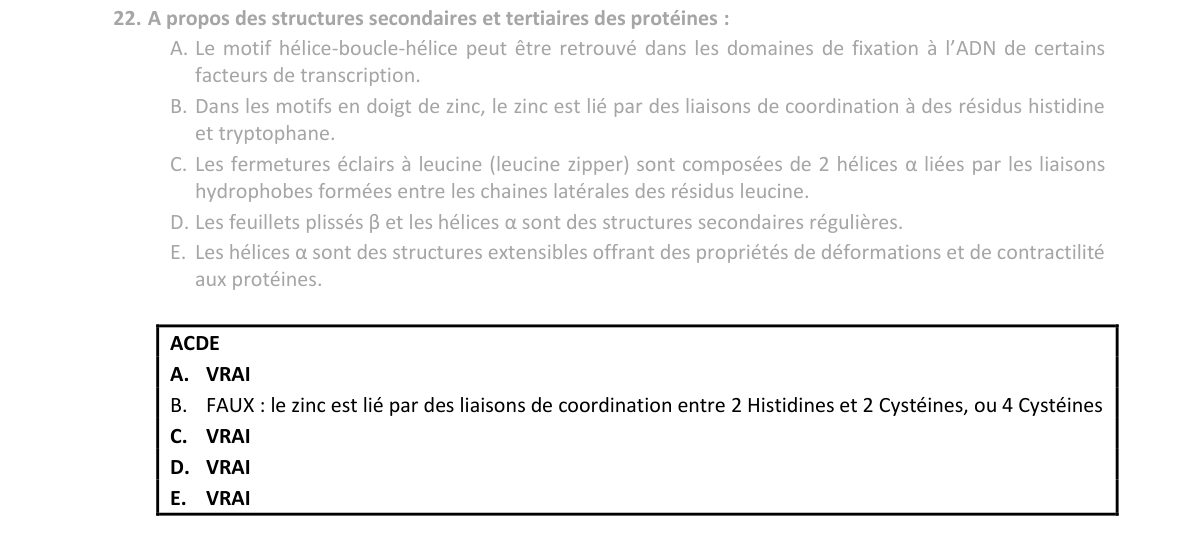 22. A propos des structures secondaires et tertiaires des protéines :
A. Le motif hélice-boucle-hélice peut être retrouvé dans les domaines de fixation à l’ADN de certains
facteurs de transcription.
B. Dans les motifs en doigt de zinc, le zinc est lié par des liaisons de coordination à des résidus histidine
et tryptophane.
C. Les fermetures éclairs à leucine (leucine zipper) sont composées de 2 hélices α liées par les liaisons
hydrophobes formées entre les chaines latérales des résidus leucine.
D. Les feuillets plissés β et les hélices α sont des structures secondaires régulières.
E. Les hélices α sont des structures extensibles offrant des propriétés de déformations et de contractilité
aux protéines.
ACDE
A. VRAI
B. FAUX : le zinc est lié par des liaisons de coordination entre 2 Histidines et 2 Cystéines, ou 4 Cystéines
C. VRAI
D. VRAI
E. VRAI